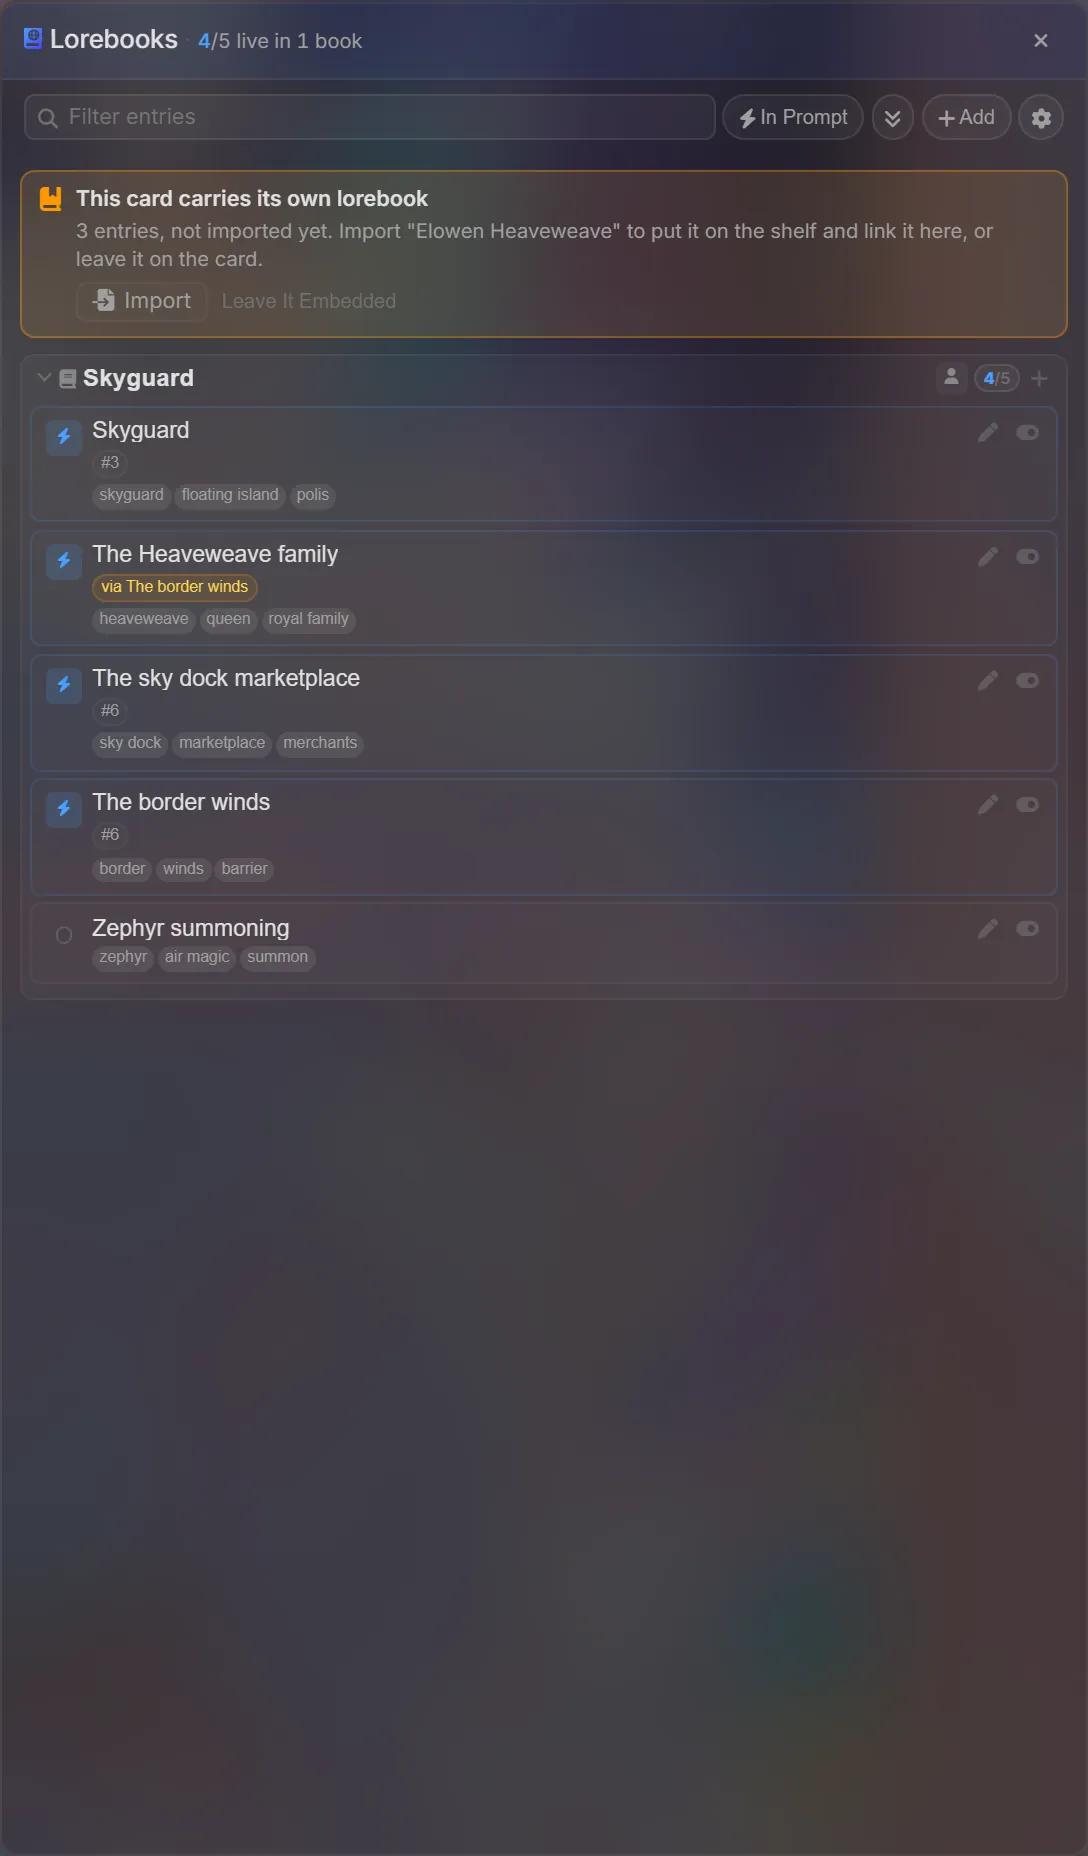 Lorebooks · 4/5 live in 1 book
Filter entries
In Prompt
Add
This card carries its own lorebook
3 entries, not imported yet. Import "Elowen Heaveweave" to put it on the shelf and link it here, or
leave it on the card.
Import Leave It Embedded
Skyguard 4/5
Skyguard
#3
skyguard floating island polis
The Heaveweave family
via The border winds
heaveweave queen royal family
The sky dock marketplace
#6
sky dock marketplace merchants
The border winds
#6
border winds barrier
Zephyr summoning
zephyr air magic summon